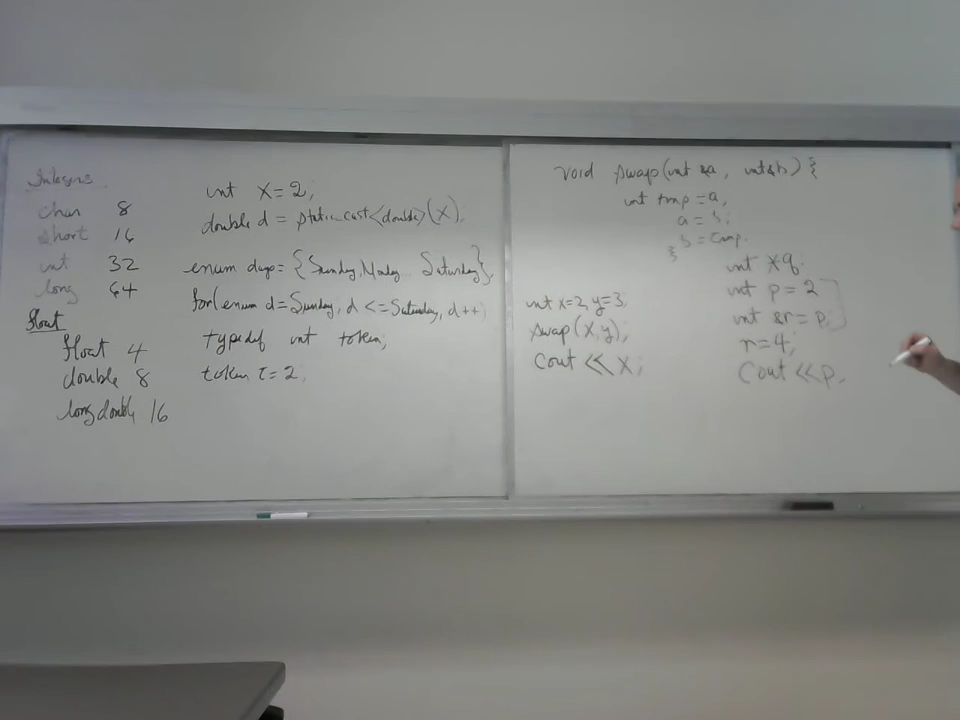 Integers
char 8
short 16
int 32
long 64
float
float 4
double 8
long double 16
int x=2;
double d = static_cast<double>(x);
enum days={Sunday,Monday Saturday},
for(enum d=Sunday, d <=Saturday, d++)
typedef int token;
token t=2;
void swap(int &a, int&b) {
int tmp =a,
a = b;
b = tmp.
}
int x=2, y=3;
swap(x,y);
cout << x;
int *q;
int p=2
int &r=p;
r=4;
cout <<p.